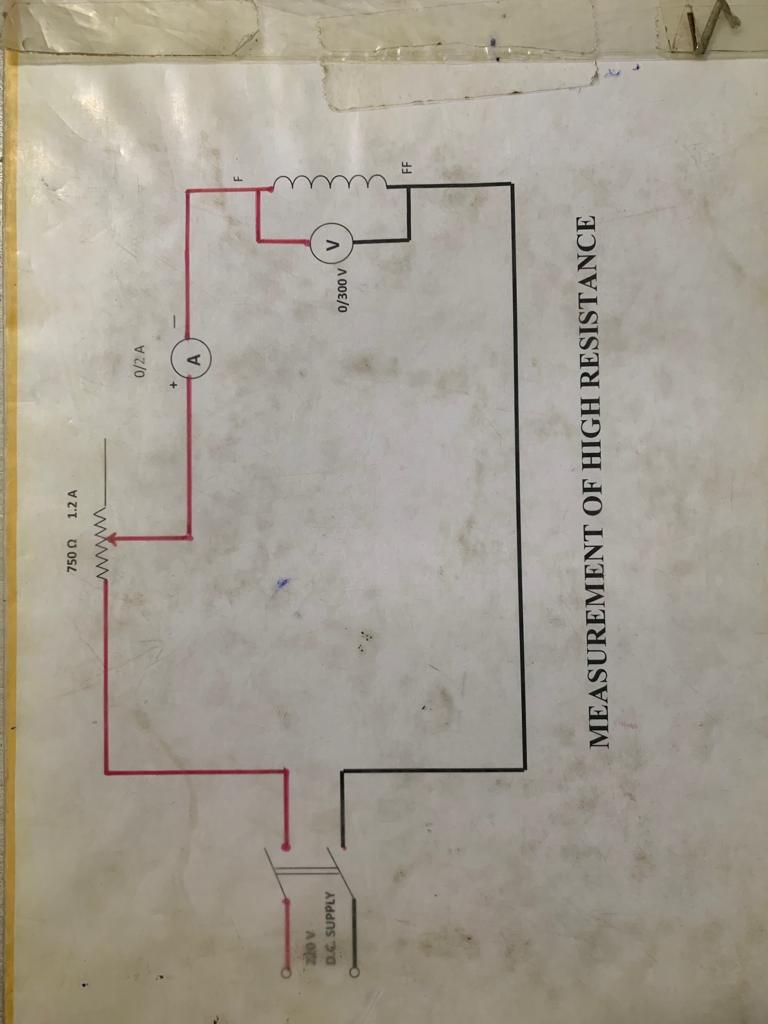 750 Ω 1.2 A
0/2 A
+
A
—
F
FF
V
0/300 V
220 V
D.C. SUPPLY
MEASUREMENT OF HIGH RESISTANCE